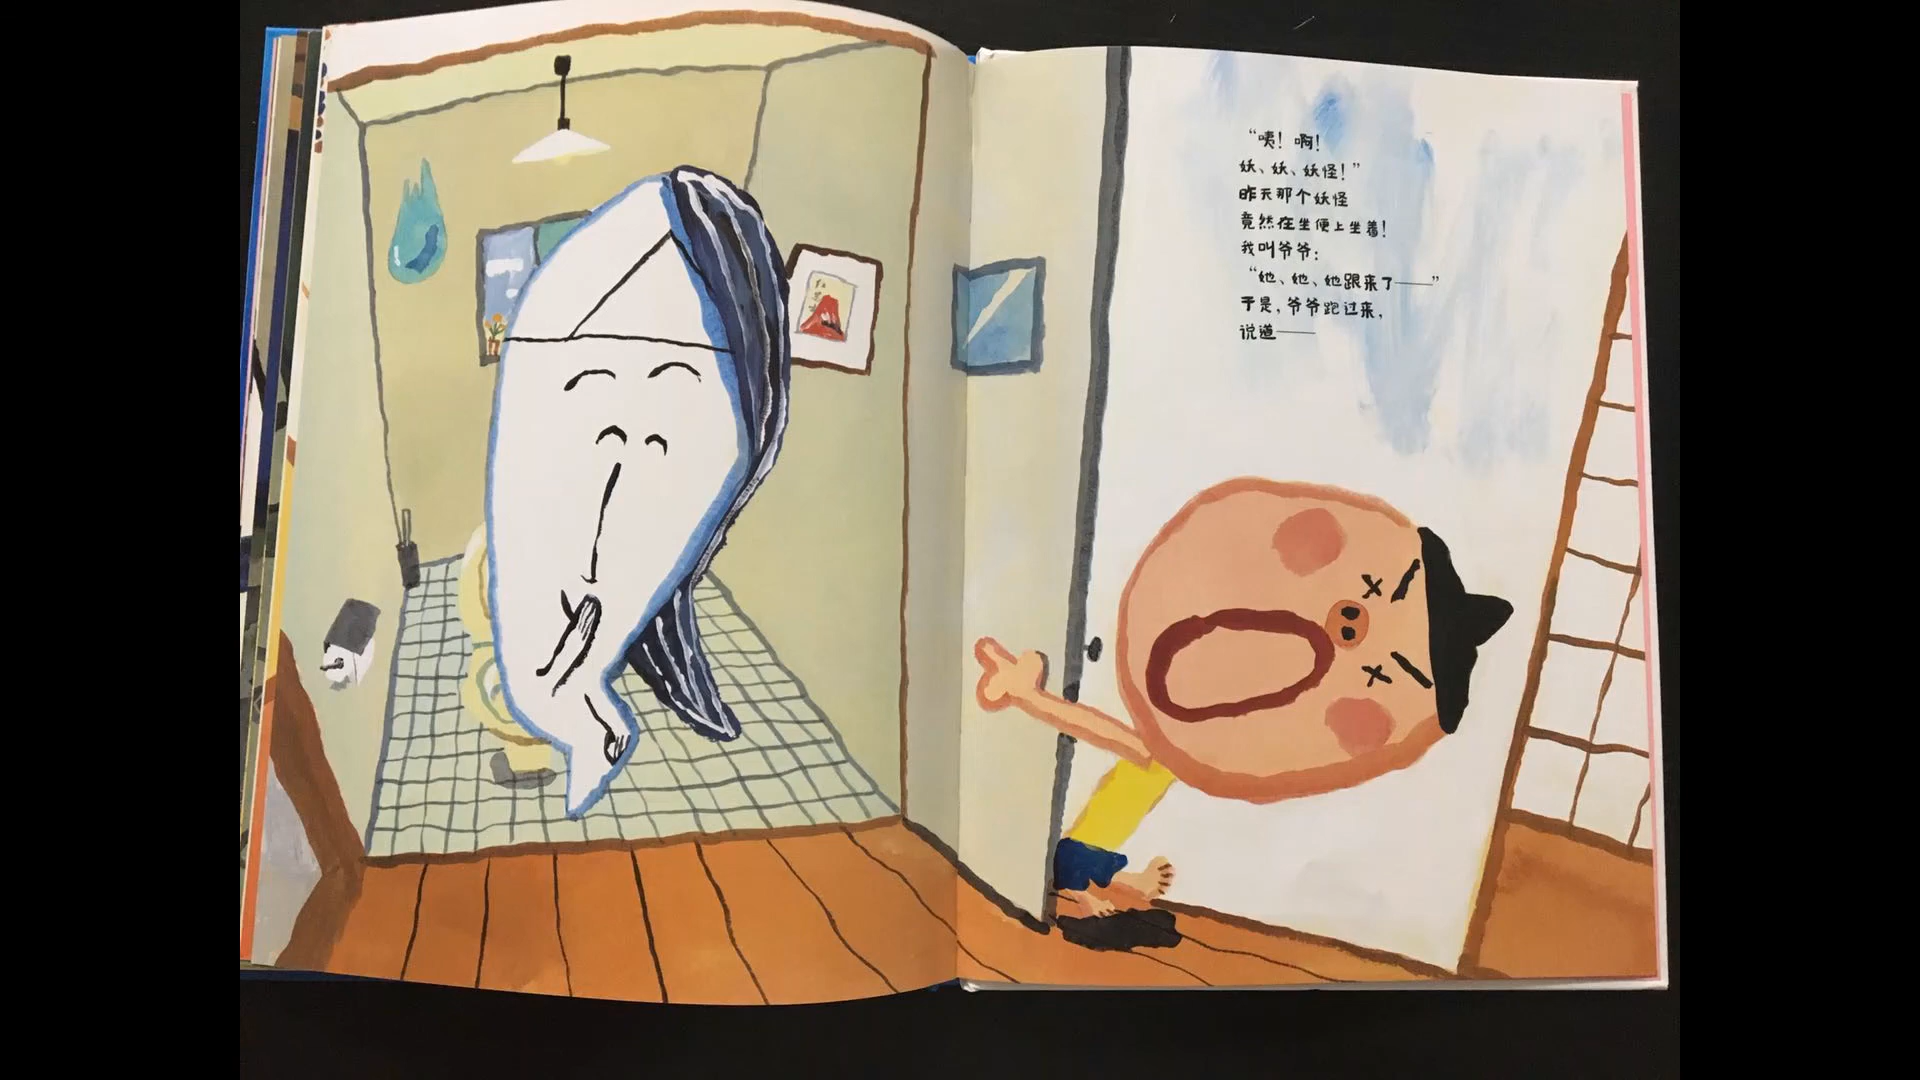 “咦！啊！
妖、妖、妖怪！”
昨天那个妖怪
竟然在坐便上坐着！
我叫爷爷：
“她、她、她跟来了——”
于是，爷爷跑过来，
说道——